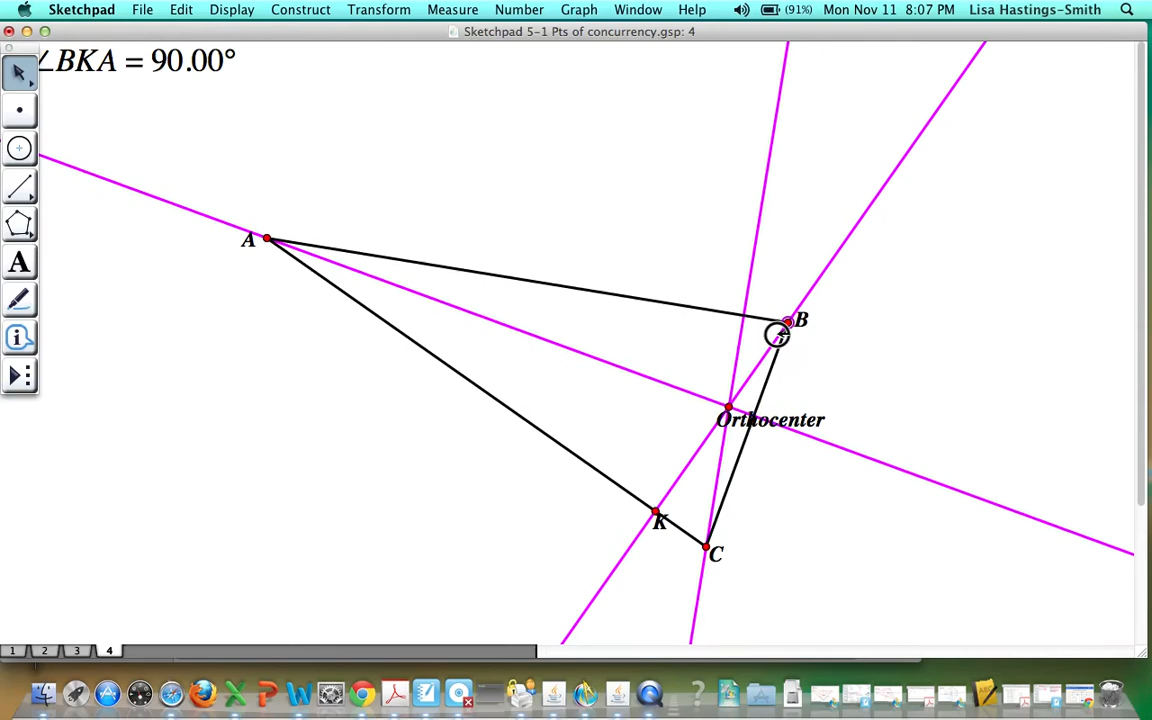 Sketchpad File Edit Display Construct Transform Measure Number Graph Window Help (91%) Mon Nov 11 8:07 PM Lisa Hastings-Smith
Sketchpad 5-1 Pts of concurrency.gsp: 4
∠BKA = 90.00°
A
B
Orthocenter
K
C
A
1 2 3 4